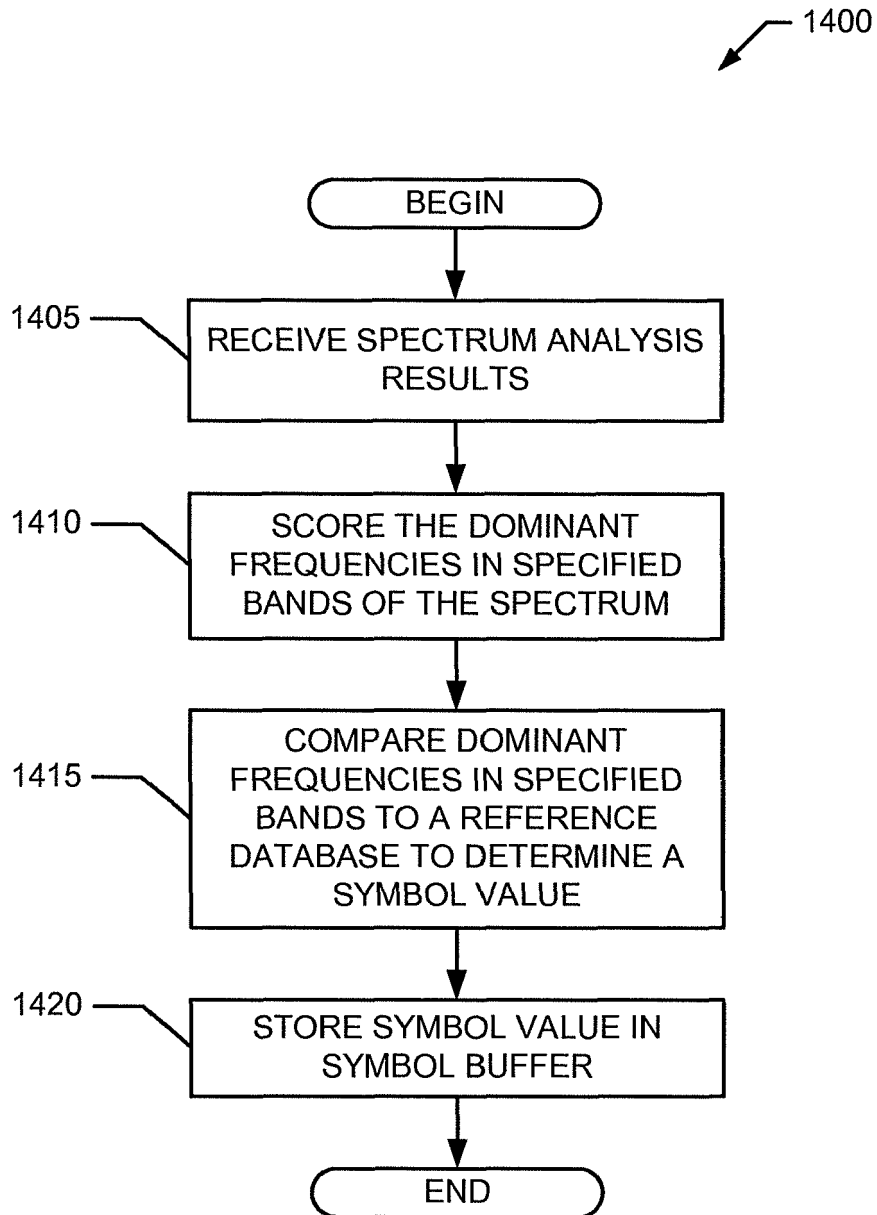 1400
BEGIN
1405
RECEIVE SPECTRUM ANALYSIS
RESULTS
1410
SCORE THE DOMINANT
FREQUENCIES IN SPECIFIED
BANDS OF THE SPECTRUM
1415
COMPARE DOMINANT
FREQUENCIES IN SPECIFIED
BANDS TO A REFERENCE
DATABASE TO DETERMINE A
SYMBOL VALUE
1420
STORE SYMBOL VALUE IN
SYMBOL BUFFER
END